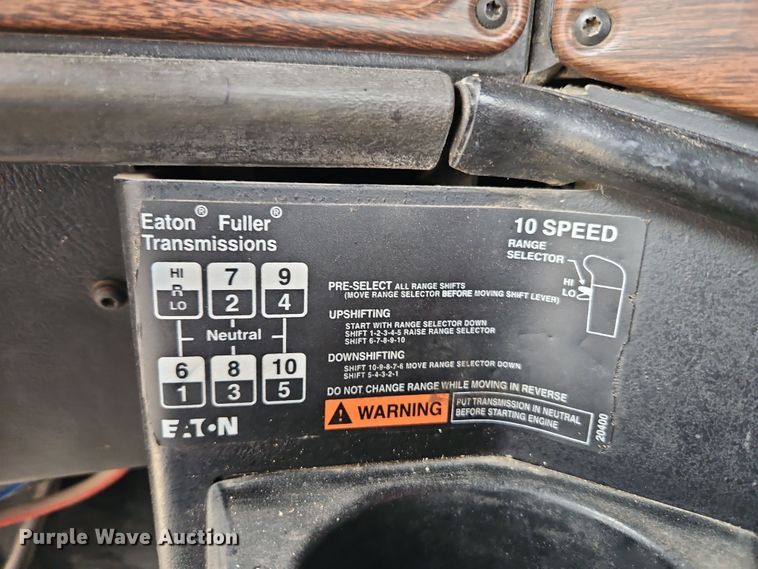 Eaton® Fuller®
Transmissions
10 SPEED
RANGE
SELECTOR
HI
LO
HI
R
LO
7
2
9
4
Neutral
6
1
8
3
10
5
EATON
PRE-SELECT ALL RANGE SHIFTS
(MOVE RANGE SELECTOR BEFORE MOVING SHIFT LEVER)
UPSHIFTING
START WITH RANGE SELECTOR DOWN
SHIFT 1-2-3-4-5 RAISE RANGE SELECTOR
SHIFT 6-7-8-9-10
DOWNSHIFTING
SHIFT 10-9-8-7-6 MOVE RANGE SELECTOR DOWN
SHIFT 5-4-3-2-1
DO NOT CHANGE RANGE WHILE MOVING IN REVERSE
WARNING
PUT TRANSMISSION IN NEUTRAL
BEFORE STARTING ENGINE
20400
Purple Wave Auction